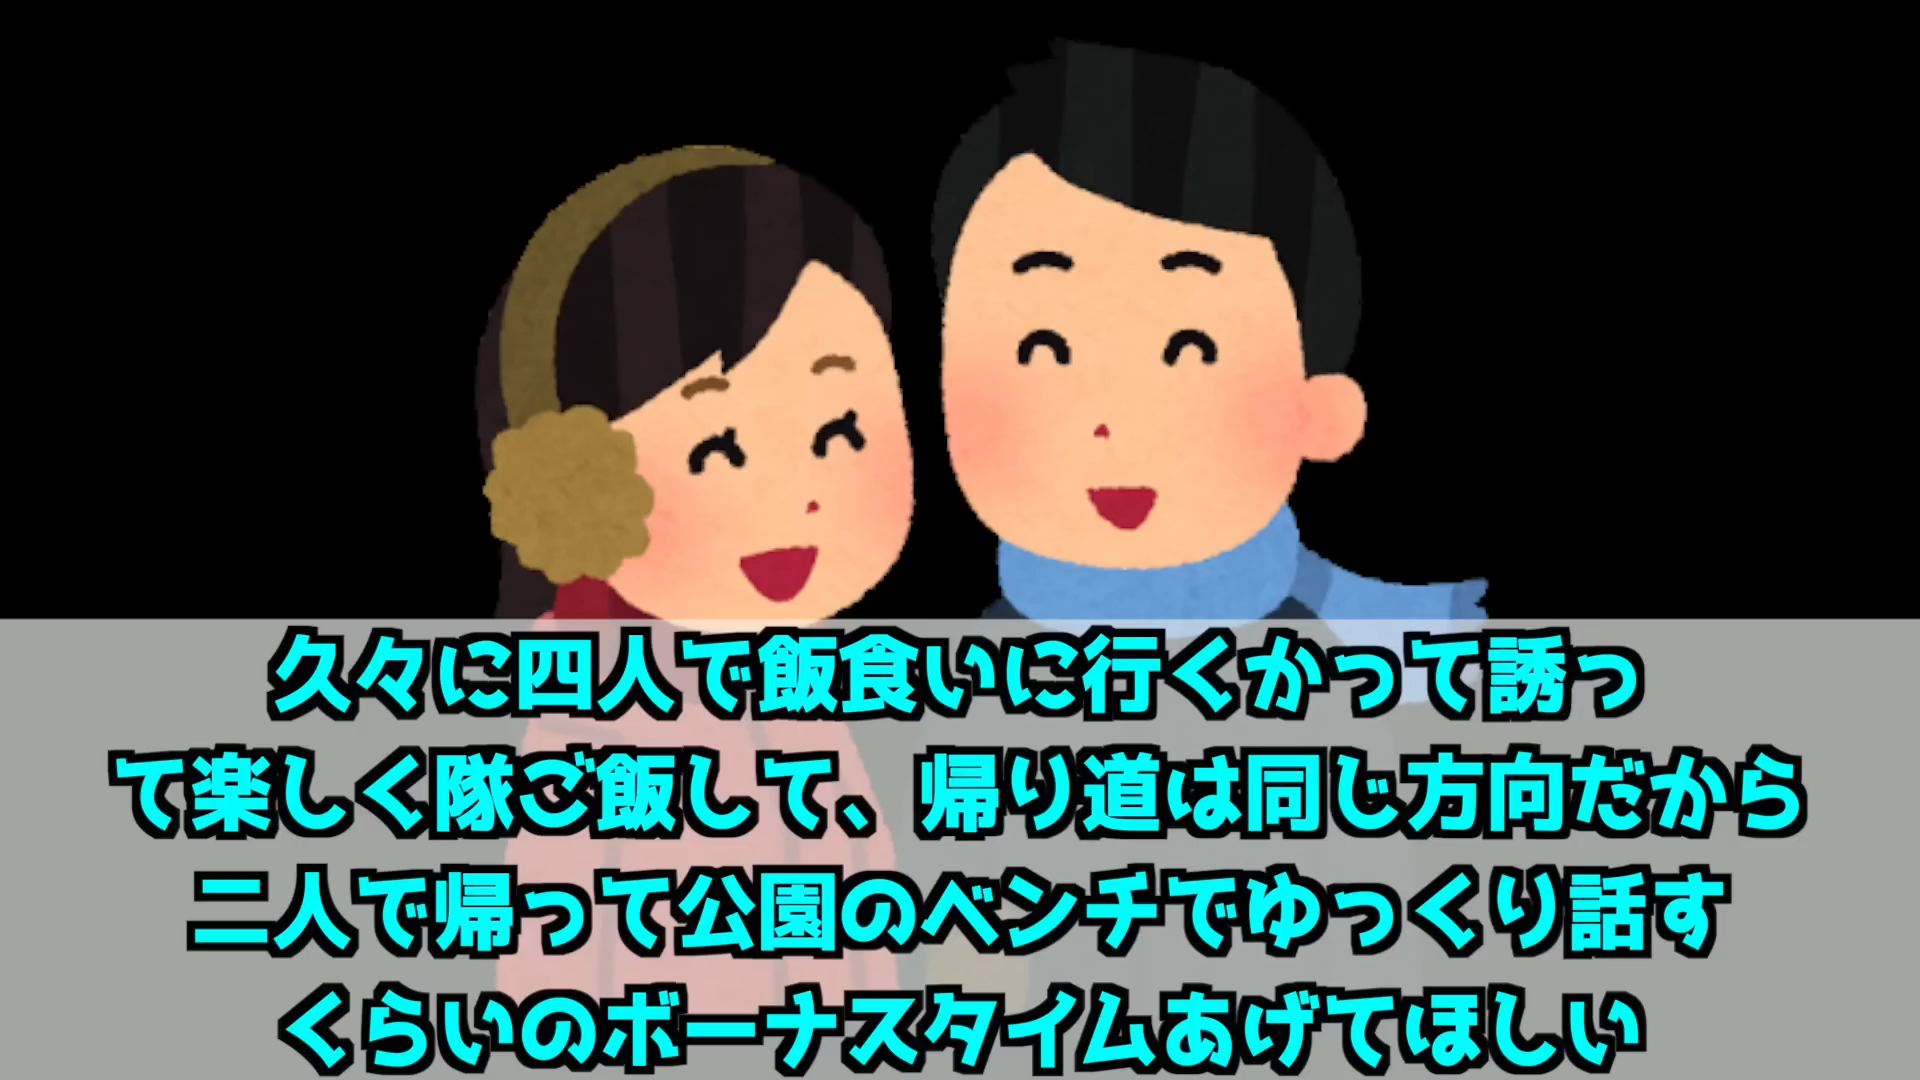 久々に四人で飯食いに行くかって誘っ
て楽しく隊ご飯して、帰り道は同じ方向だから
二人で帰って公園のベンチでゆっくり話す
くらいのボーナスタイムあげてほしい